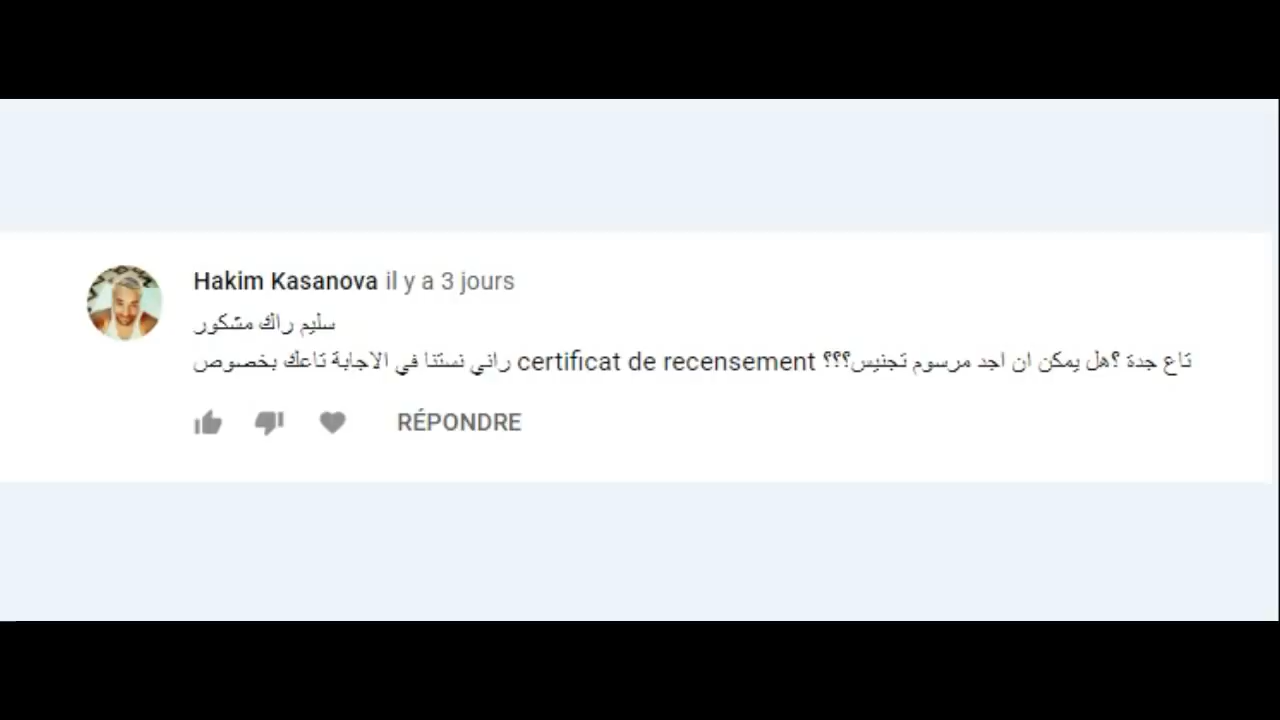 Hakim Kasanova il y a 3 jours
سليم راك مشكور
راني نستنا في الاجابة تاعك بخصوص certificat de recensement تاع جدة ؟هل يمكن ان اجد مرسوم تجنيس؟؟؟
RÉPONDRE